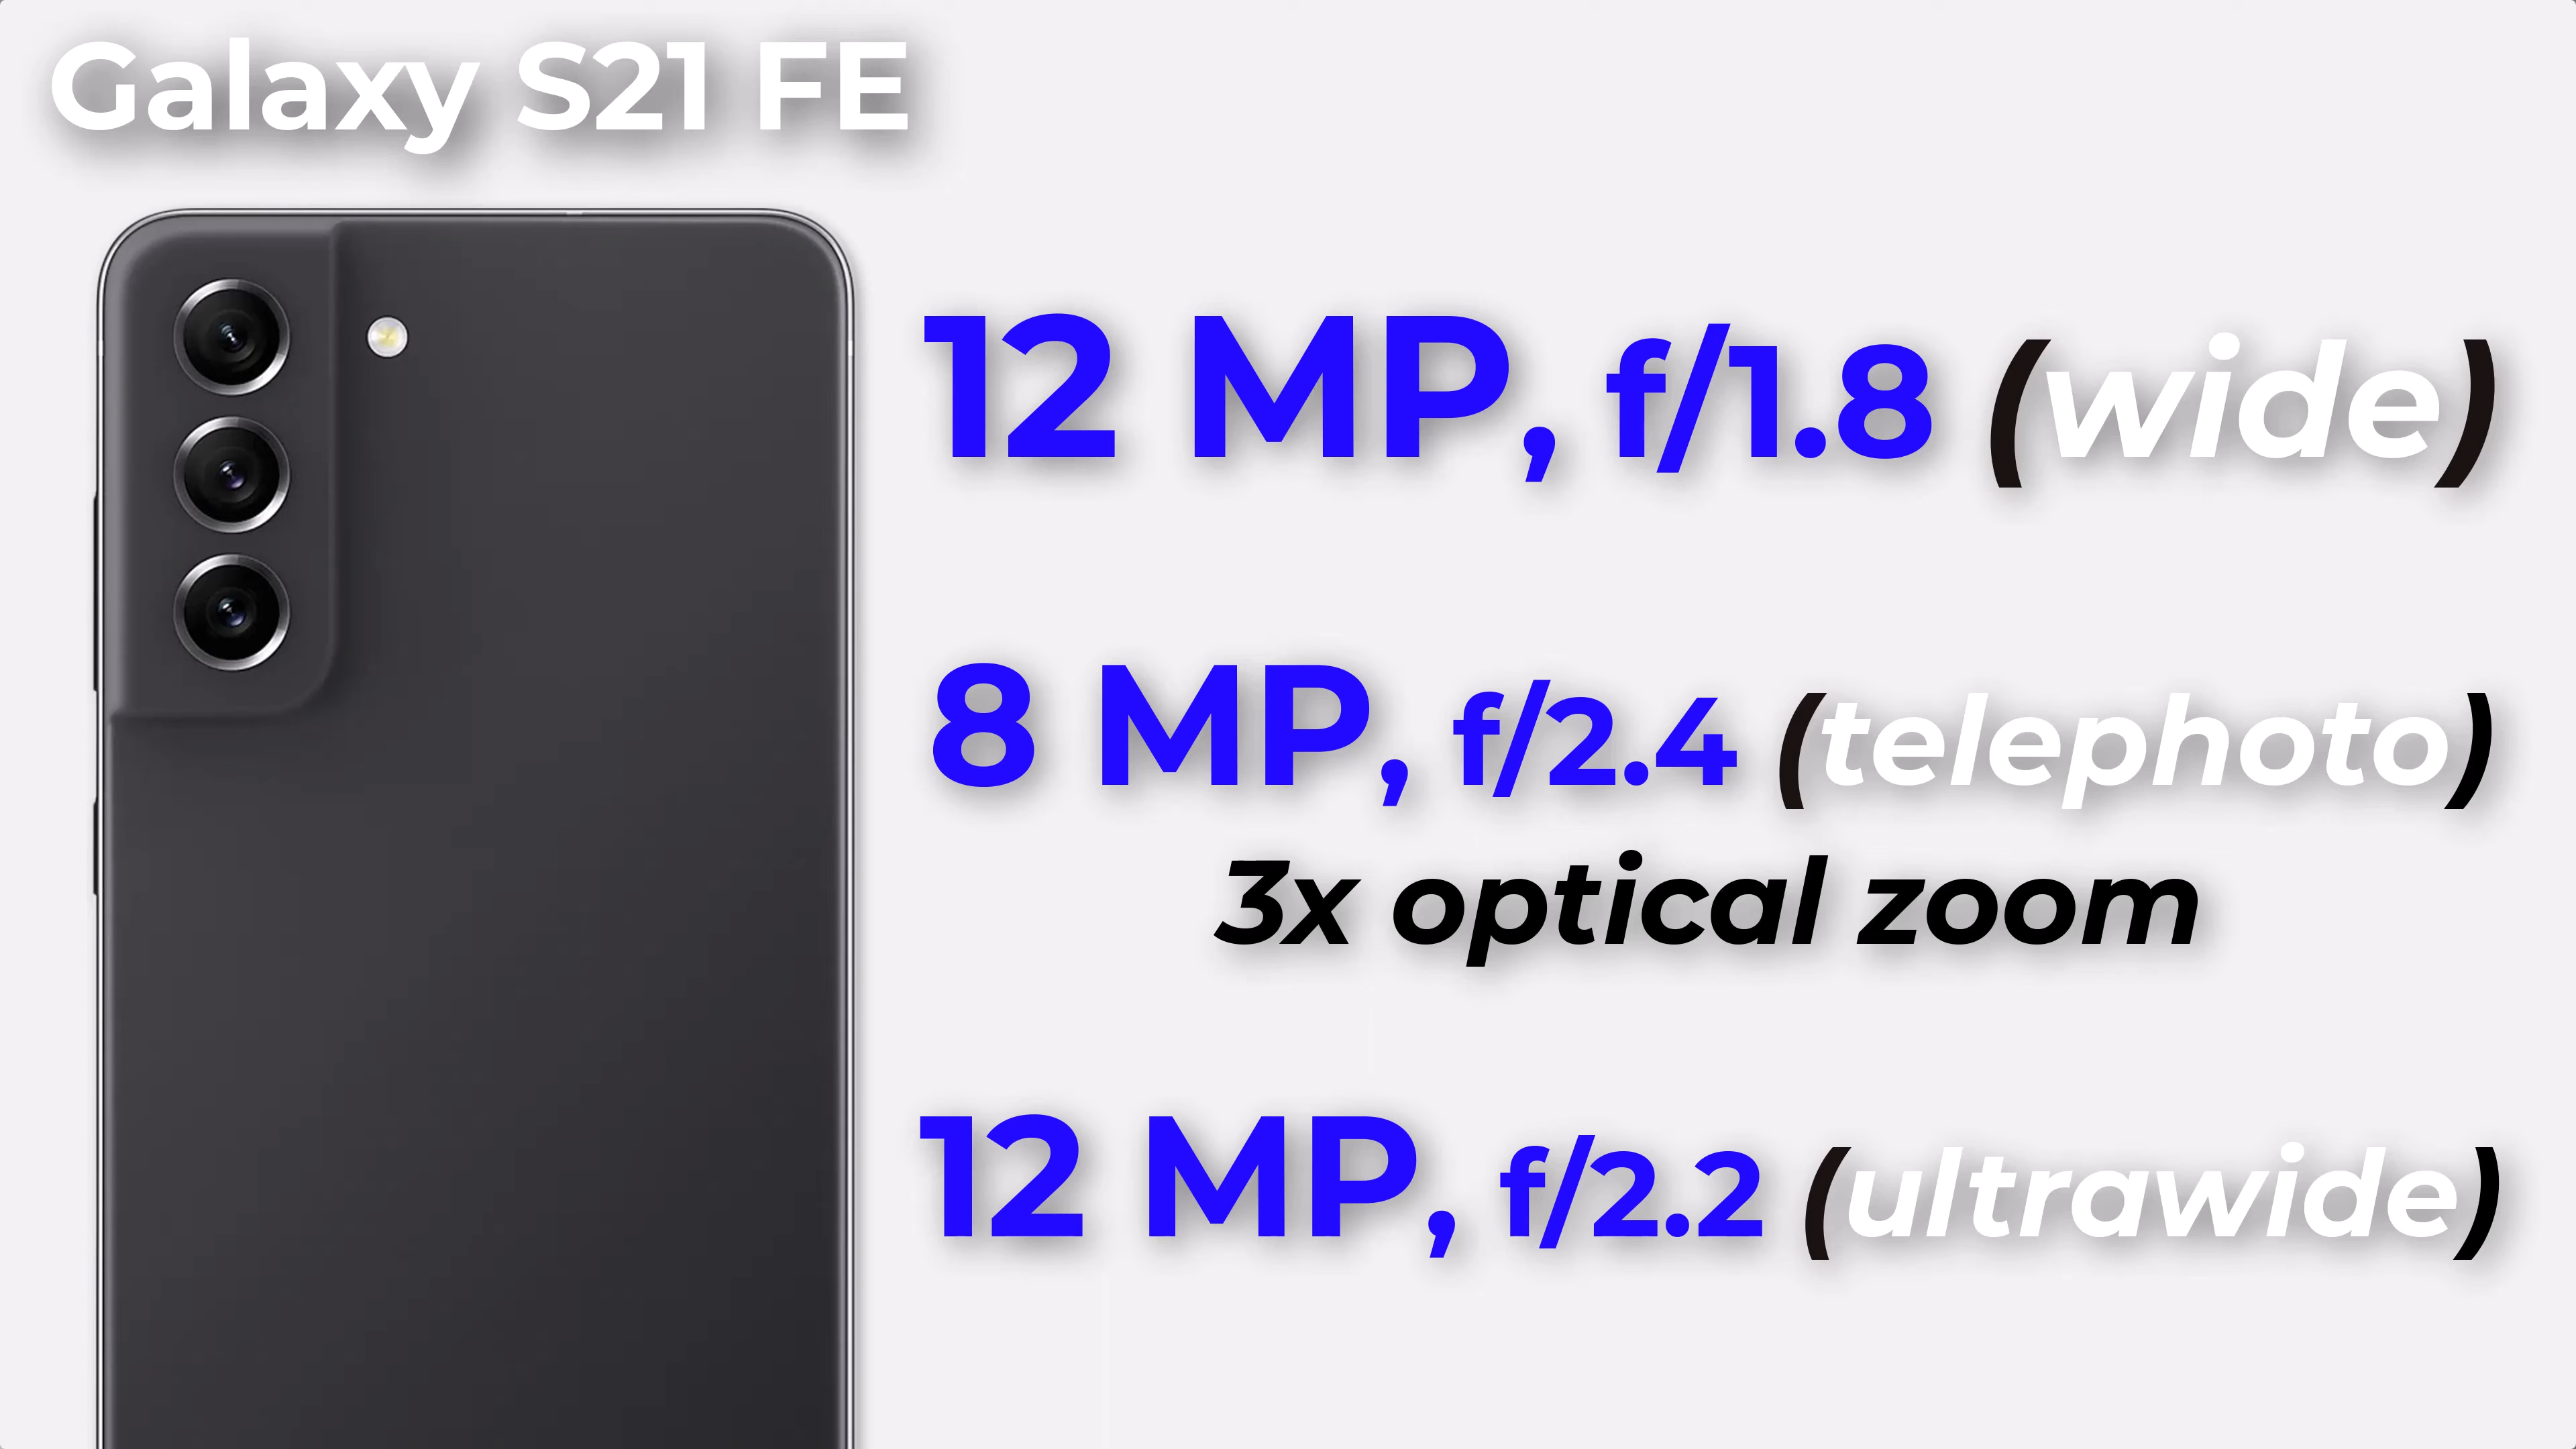 Galaxy S21 FE
12 MP, f/1.8 (wide)
8 MP, f/2.4 (telephoto)
3x optical zoom
12 MP, f/2.2 (ultrawide)